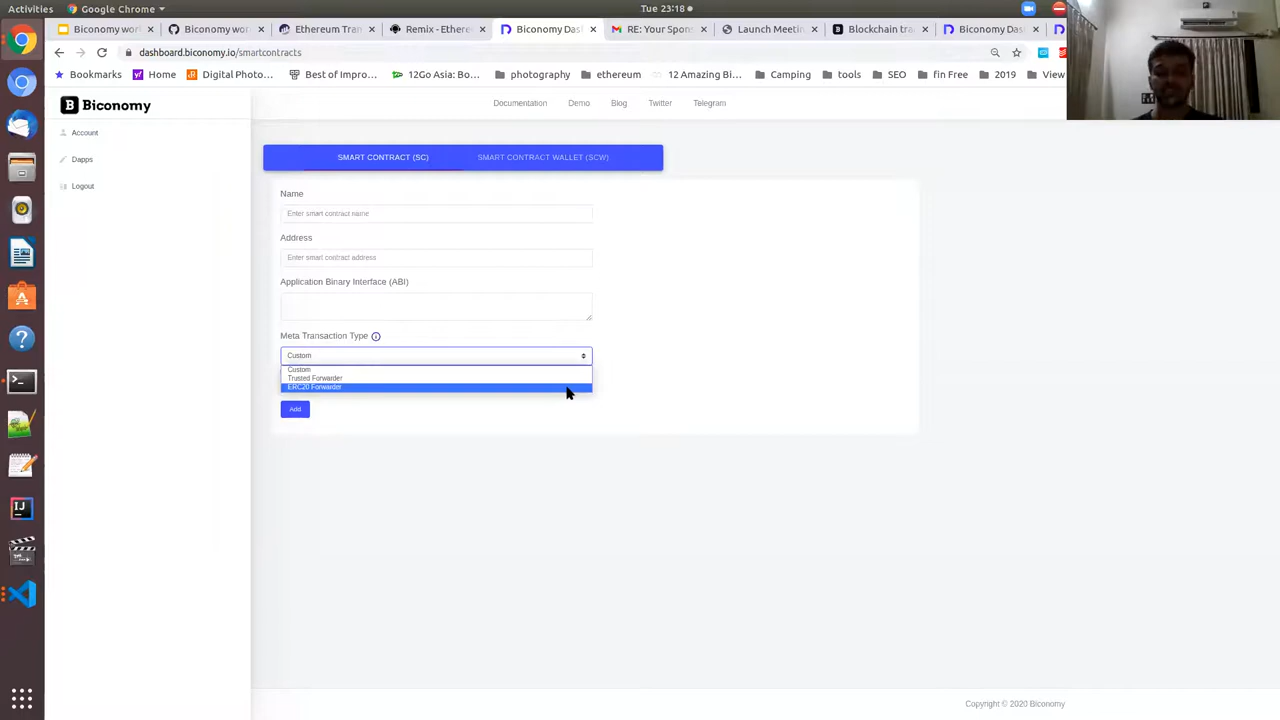 Activities Google Chrome Tue 23:18
Biconomy wor Biconomy wo Ethereum Tra Remix - Ethere Biconomy Das RE: Your Spons Launch Meetin Blockchain tra Biconomy Das
dashboard.biconomy.io/smartcontracts
Bookmarks Home Digital Photo... Best of Impro... 12Go Asia: Bo... photography ethereum 12 Amazing Bi... Camping tools SEO fin Free 2019 View
Biconomy
Documentation Demo Blog Twitter Telegram
Account
Dapps
Logout
SMART CONTRACT (SC) SMART CONTRACT WALLET (SCW)
Name
Enter smart contract name
Address
Enter smart contract address
Application Binary Interface (ABI)
Meta Transaction Type
Custom
Custom
Trusted Forwarder
ERC20 Forwarder
Add
Copyright © 2020 Biconomy